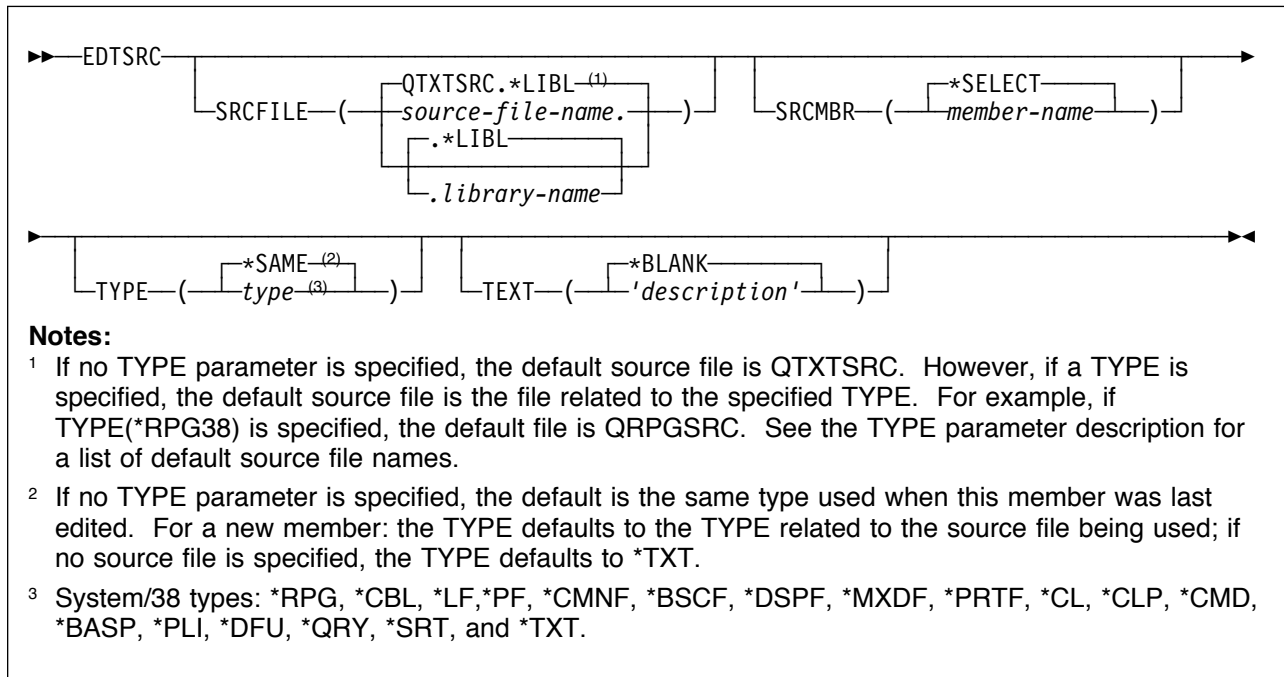 EDTSRC
QTXTSRC.*LIBL (1)
*SELECT
SRCFILE ( source-file-name. ) SRCMBR ( member-name )
.*LIBL
.library-name
*SAME (2) *BLANK
TYPE ( type (3) ) TEXT ( 'description' )
Notes:
1 If no TYPE parameter is specified, the default source file is QTXTSRC. However, if a TYPE is
specified, the default source file is the file related to the specified TYPE. For example, if
TYPE(*RPG38) is specified, the default file is QRPGSRC. See the TYPE parameter description for
a list of default source file names.
2 If no TYPE parameter is specified, the default is the same type used when this member was last
edited. For a new member: the TYPE defaults to the TYPE related to the source file being used; if
no source file is specified, the TYPE defaults to *TXT.
3 System/38 types: *RPG, *CBL, *LF,*PF, *CMNF, *BSCF, *DSPF, *MXDF, *PRTF, *CL, *CLP, *CMD,
*BASP, *PLI, *DFU, *QRY, *SRT, and *TXT.